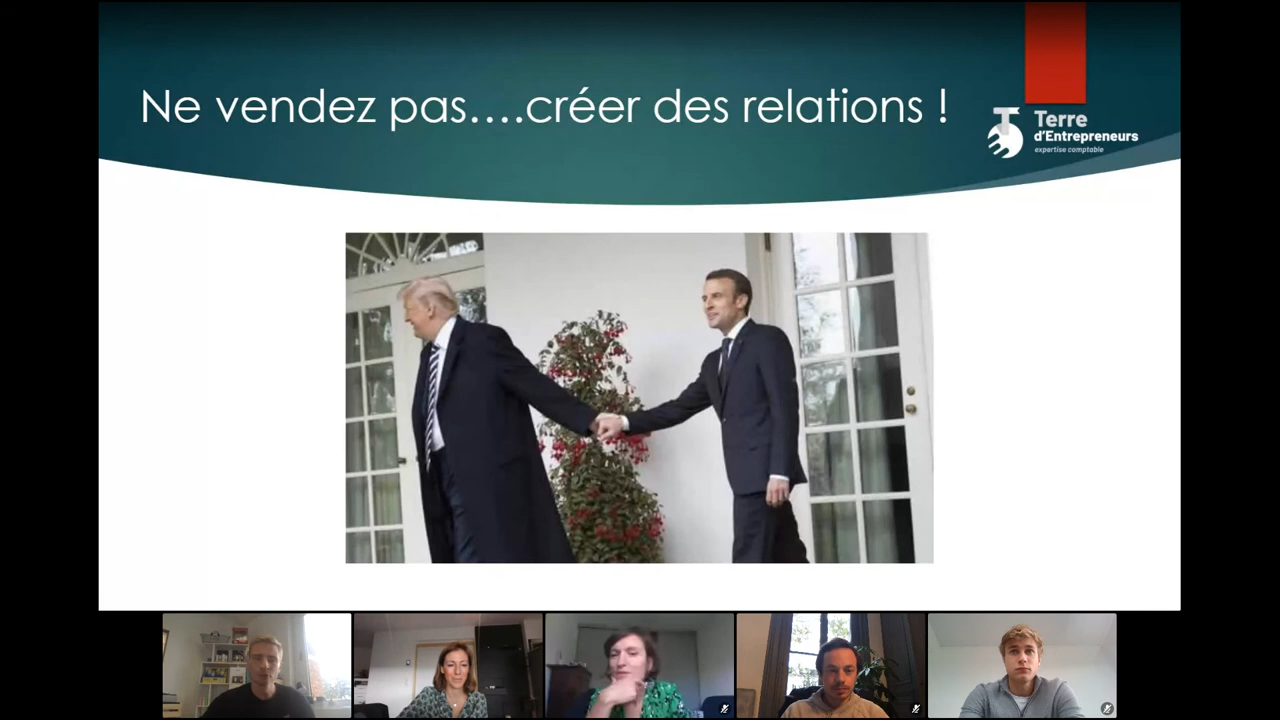 Ne vendez pas....créer des relations !
Terre
d'Entrepreneurs
expertise comptable